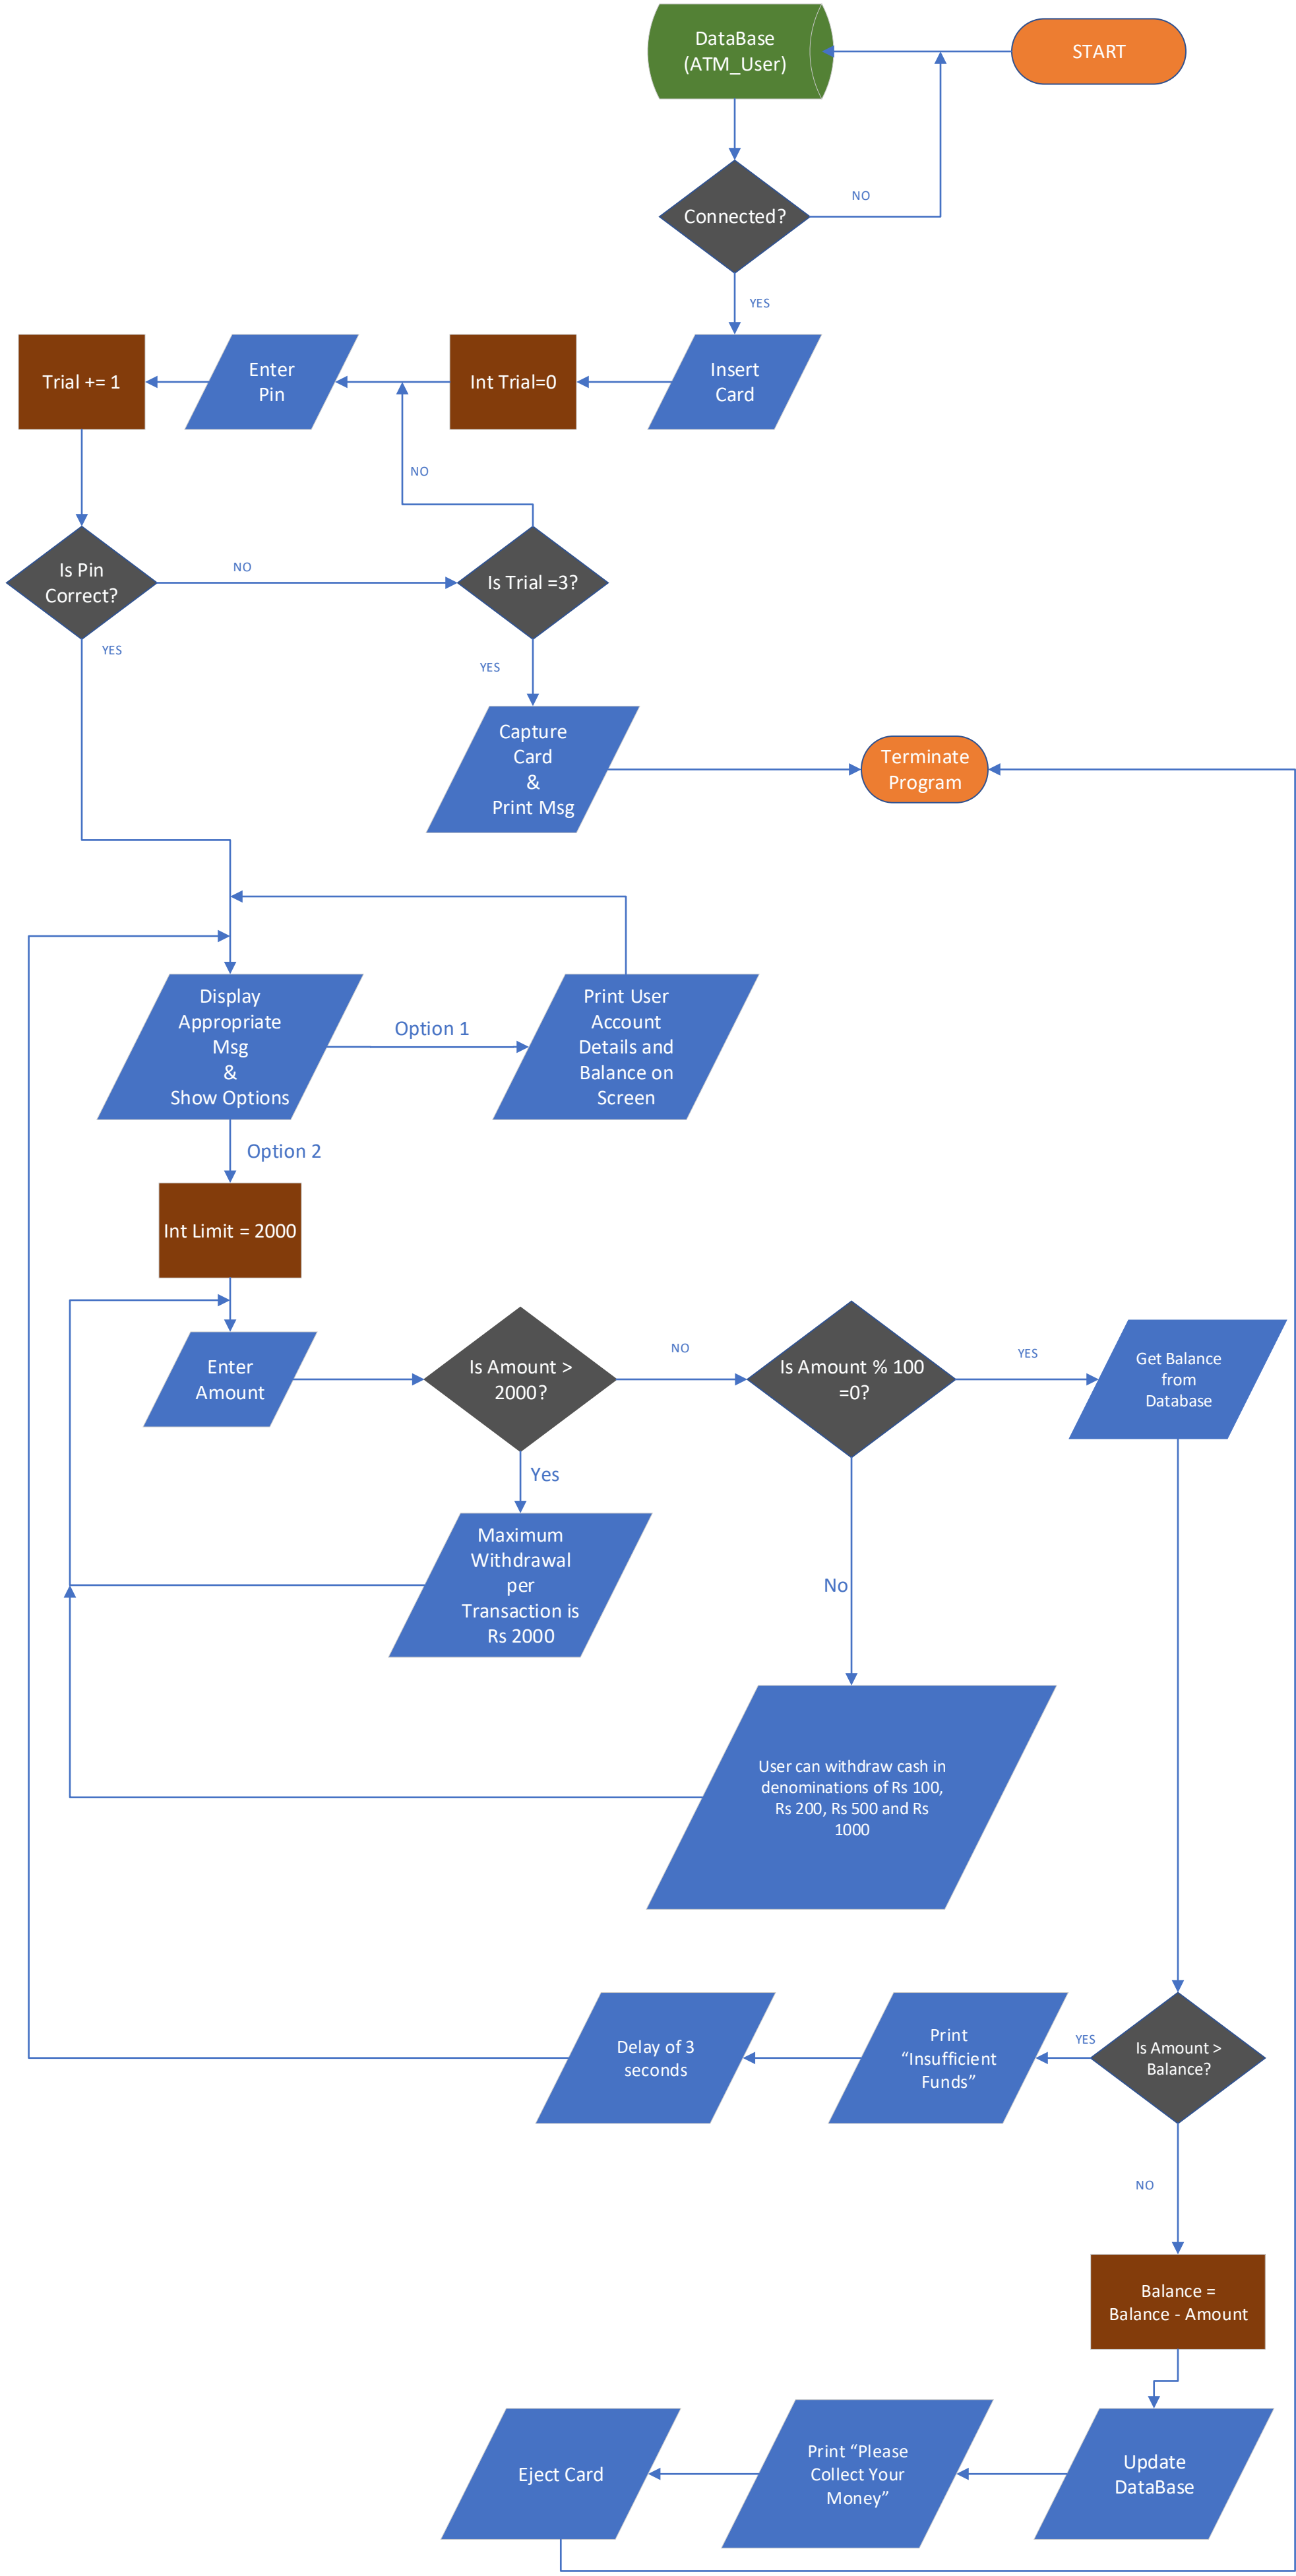 DataBase
(ATM_User)
START
Connected?
NO
YES
Trial += 1
Enter
Pin
Int Trial=0
Insert
Card
NO
Is Pin
Correct?
NO
Is Trial =3?
YES
YES
Capture
Card
&
Print Msg
Terminate
Program
Display
Appropriate
Msg
&
Show Options
Option 1
Print User
Account
Details and
Balance on
Screen
Option 2
Int Limit = 2000
Enter
Amount
Is Amount >
2000?
NO
Is Amount % 100
=0?
YES
Get Balance
from
Database
Yes
Maximum
Withdrawal
per
Transaction is
Rs 2000
No
User can withdraw cash in
denominations of Rs 100,
Rs 200, Rs 500 and Rs
1000
Delay of 3
seconds
Print
“Insufficient
Funds”
YES
Is Amount >
Balance?
NO
Balance =
Balance - Amount
Eject Card
Print “Please
Collect Your
Money”
Update
DataBase